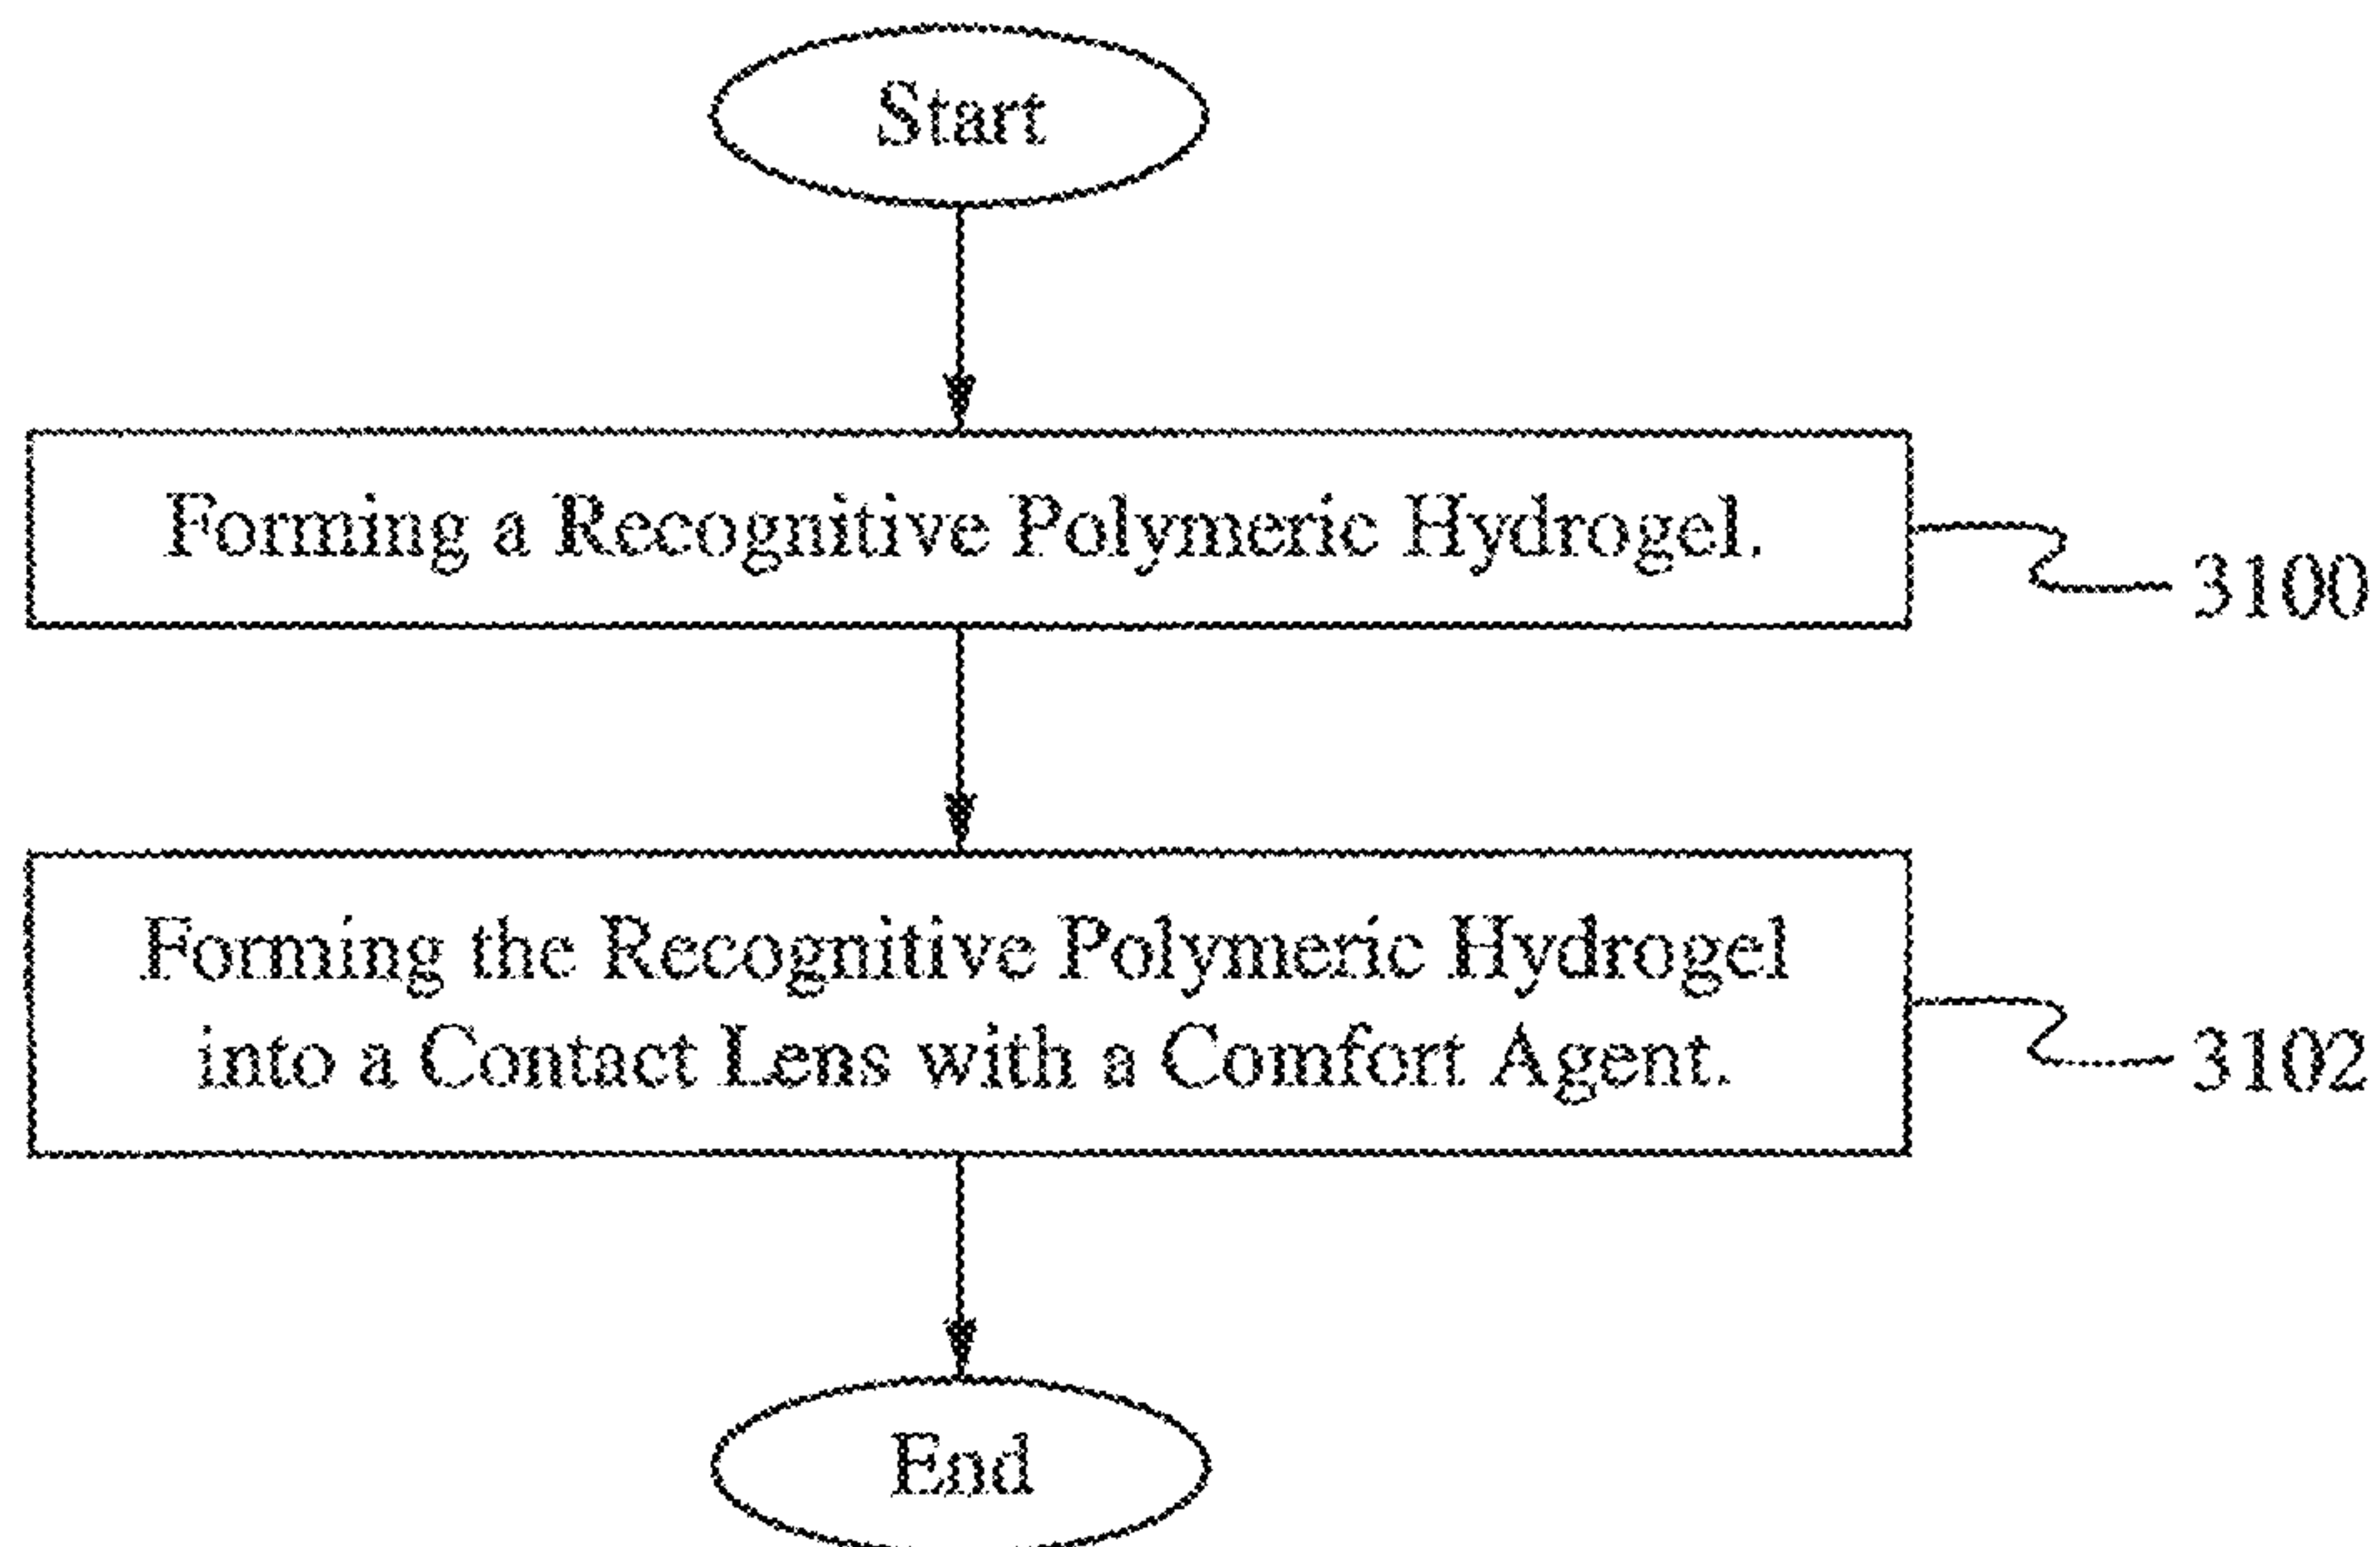 Start
Forming a Recognitive Polymeric Hydrogel.
3100
Forming the Recognitive Polymeric Hydrogel
into a Contact Lens with a Comfort Agent.
3102
End